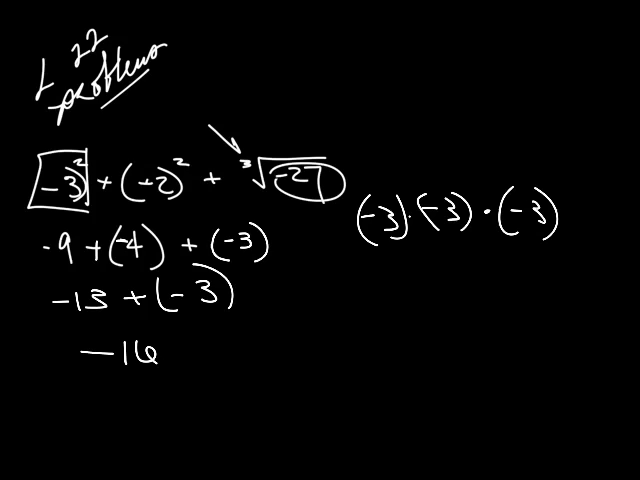 L 22
problems
-3² + (-2)² + ³√-27
-9 + (-4) + (-3)
(-3) · (-3) · (-3)
-13 + (-3)
-16